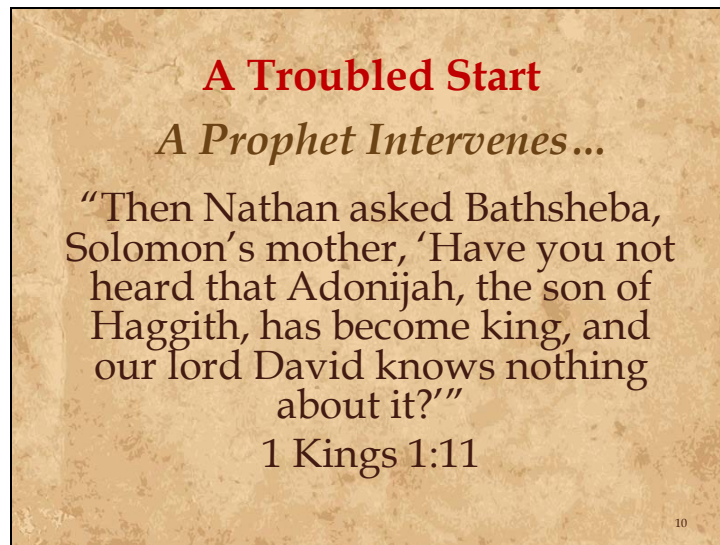 A Troubled Start
A Prophet Intervenes…
“Then Nathan asked Bathsheba,
Solomon’s mother, ‘Have you not
heard that Adonijah, the son of
Haggith, has become king, and
our lord David knows nothing
about it?’”
1 Kings 1:11
10